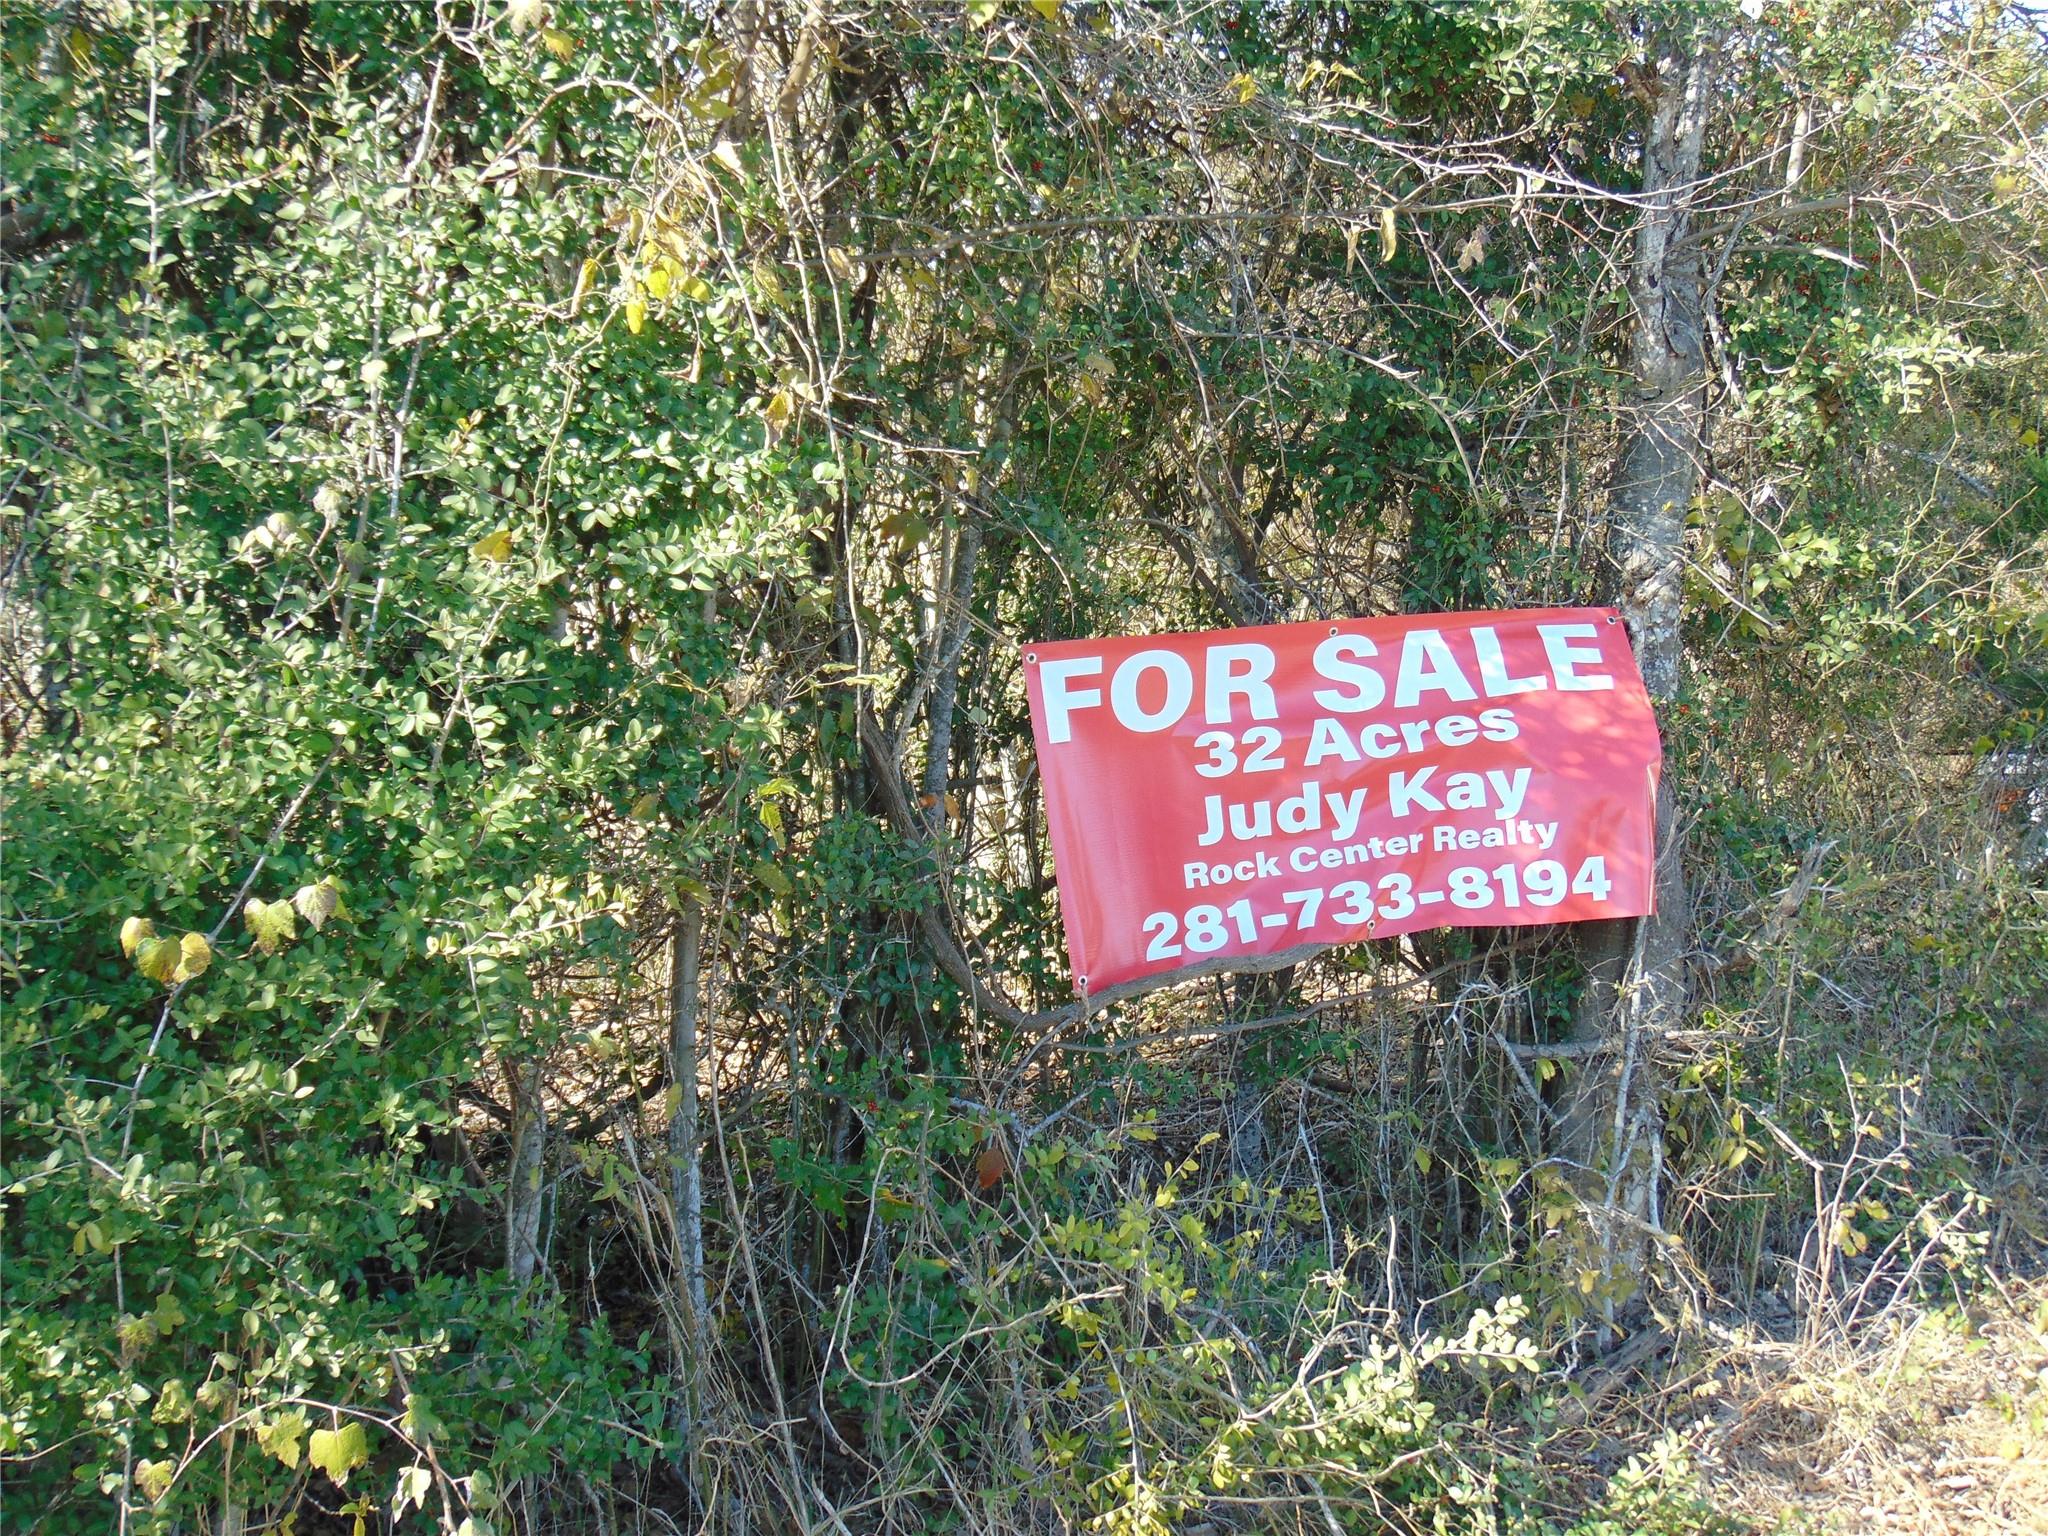 FOR SALE
32 Acres
Judy Kay
Rock Center Realty
281-733-8194